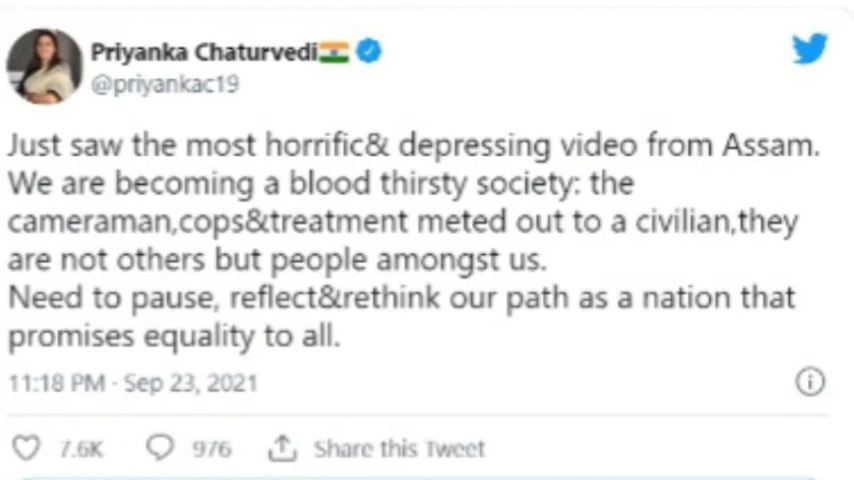 Priyanka Chaturvedi
@priyankac19
Just saw the most horrific& depressing video from Assam.
We are becoming a blood thirsty society: the
cameraman,cops&treatment meted out to a civilian,they
are not others but people amongst us.
Need to pause, reflect&rethink our path as a nation that
promises equality to all.
11:18 PM · Sep 23, 2021
7.6K 976 Share this Tweet